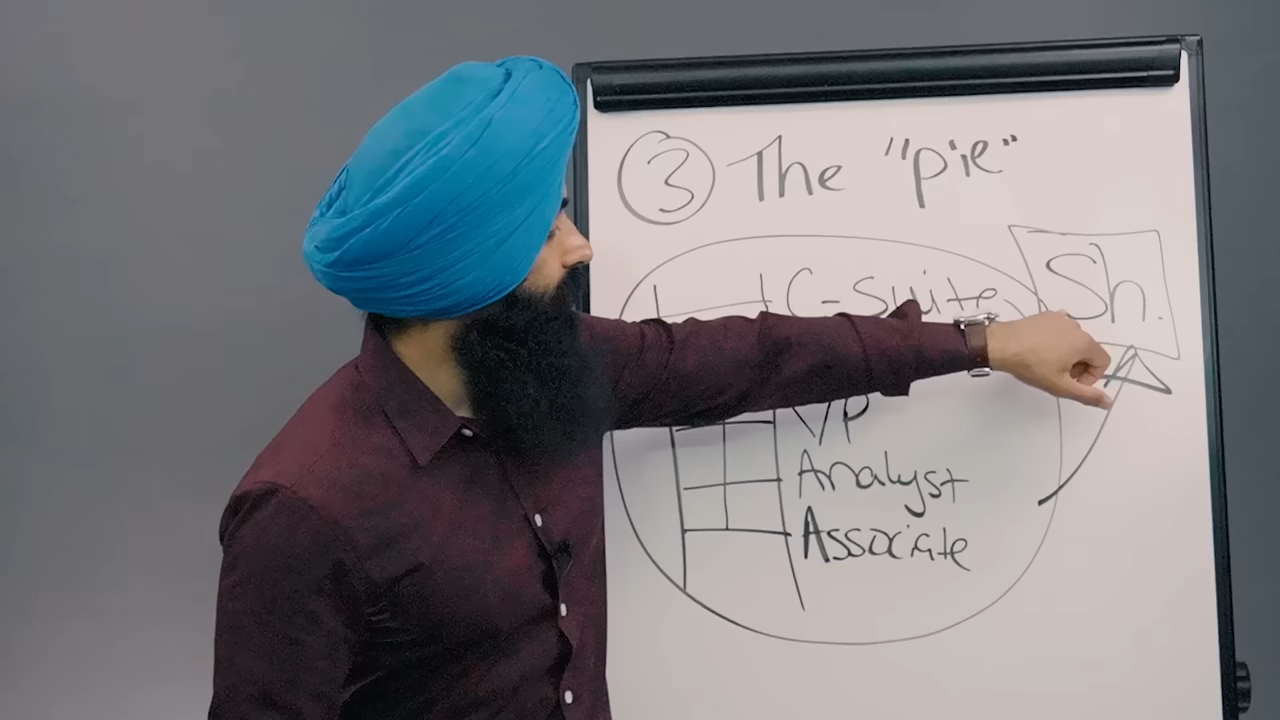 3 The "pie"
C-Suite
Sh.
VP
Analyst
Associate